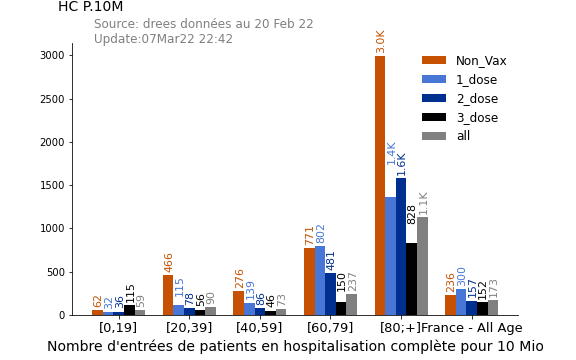 HC P.10M
Source: drees données au 20 Feb 22
Update:07Mar22 22:42
3000
2500
2000
1500
1000
500
0
Non_Vax
1_dose
2_dose
3_dose
all
62 32 36 115 59
466 115 78 56 90
276 139 86 46 73
771 802 481 150 237
3.0K 1.4K 1.6K 828 1.1K
236 300 157 152 173
[0,19] [20,39] [40,59] [60,79] [80;+] France - All Age
Nombre d'entrées de patients en hospitalisation complète pour 10 Mio